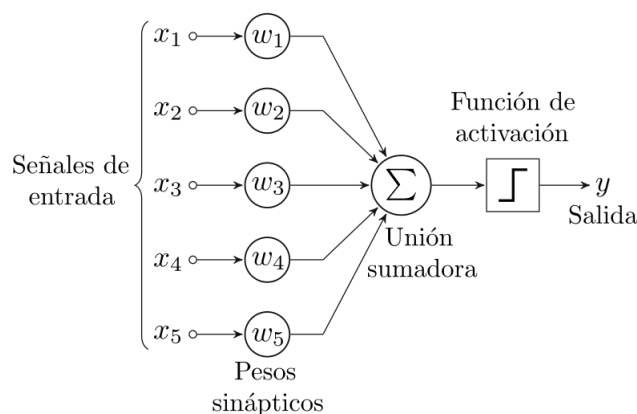 Señales de
entrada
x₁
x₂
x₃
x₄
x₅
w₁
w₂
w₃
w₄
w₅
Pesos
sinápticos
Σ
Unión
sumadora
Función de
activación
y
Salida